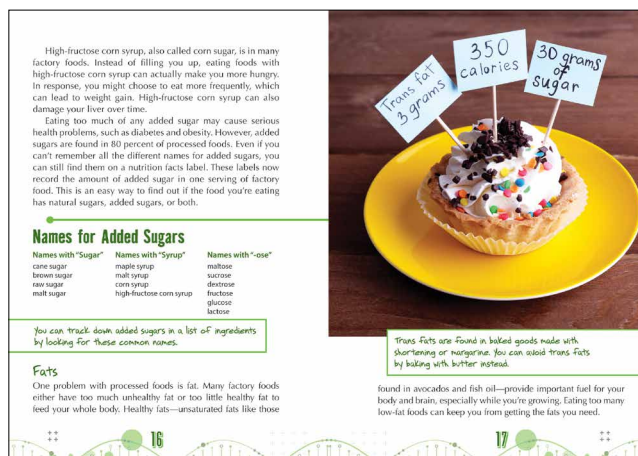 High-fructose corn syrup, also called corn sugar, is in many
factory foods. Instead of filling you up, eating foods with
high-fructose corn syrup can actually make you more hungry.
In response, you might choose to eat more frequently, which
can lead to weight gain. High-fructose corn syrup can also
damage your liver over time.
Eating too much of any added sugar may cause serious
health problems, such as diabetes and obesity. However, added
sugars are found in 80 percent of processed foods. Even if you
can't remember all the different names for added sugars, you
can still find them on a nutrition facts label. These labels now
record the amount of added sugar in one serving of factory
food. This is an easy way to find out if the food you're eating
has natural sugars, added sugars, or both.
Names for Added Sugars
Names with "Sugar"
cane sugar
brown sugar
raw sugar
malt sugar
Names with "Syrup"
maple syrup
malt syrup
corn syrup
high-fructose corn syrup
Names with "-ose"
maltose
sucrose
dextrose
fructose
glucose
lactose
You can track down added sugars in a list of ingredients
by looking for these common names.
Fats
One problem with processed foods is fat. Many factory foods
either have too much unhealthy fat or too little healthy fat to
feed your whole body. Healthy fats—unsaturated fats like those
16
Trans fat
3 grams
350
calories
30 grams
of
sugar
Trans fats are found in baked goods made with
shortening or margarine. You can avoid trans fats
by baking with butter instead.
found in avocados and fish oil—provide important fuel for your
body and brain, especially while you're growing. Eating too many
low-fat foods can keep you from getting the fats you need.
17